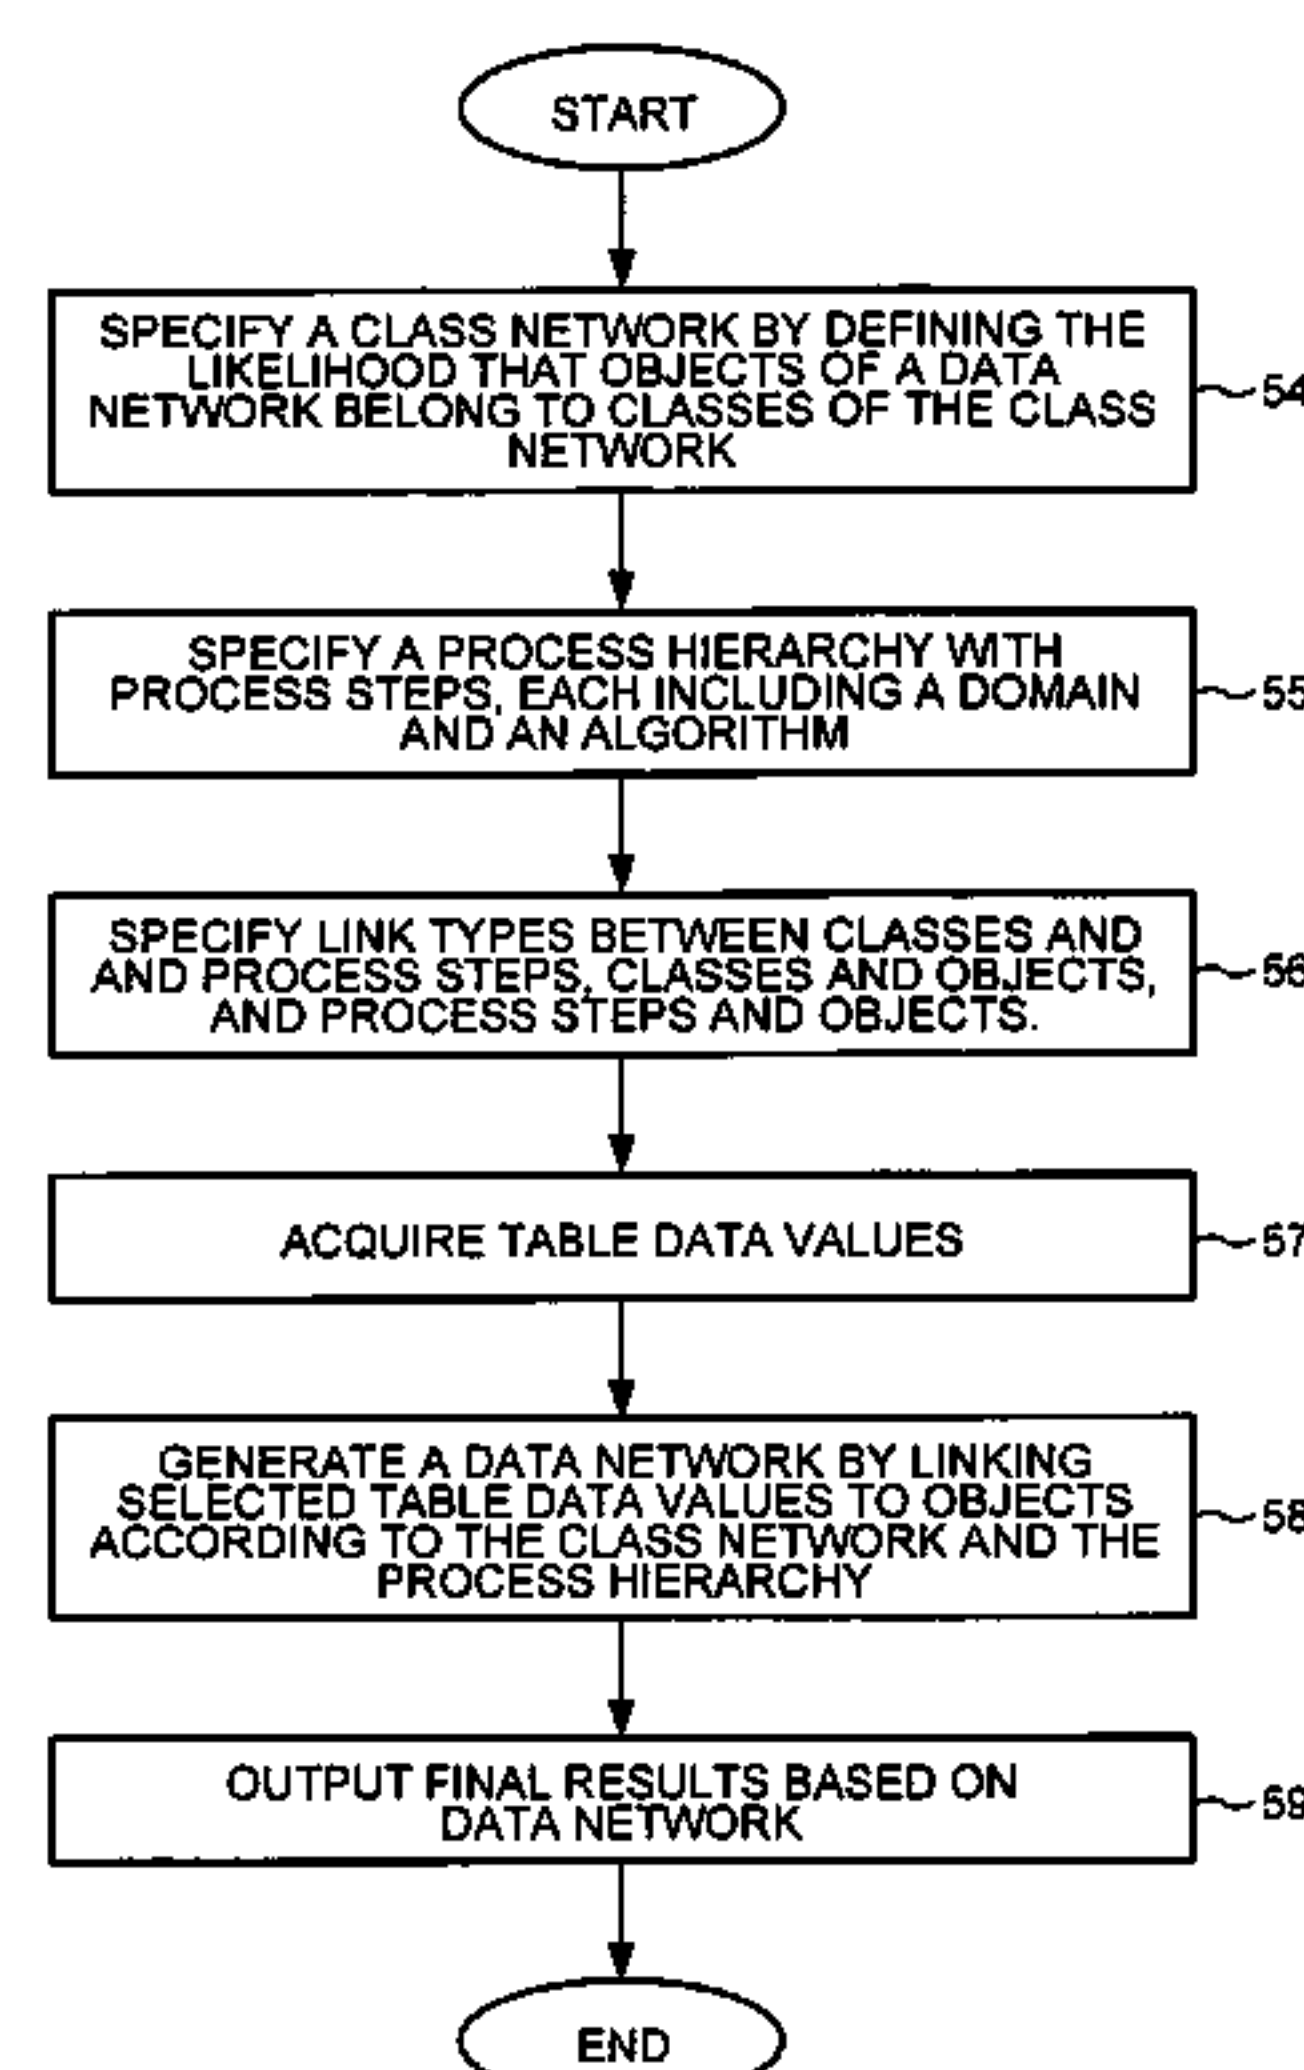 START
SPECIFY A CLASS NETWORK BY DEFINING THE
LIKELIHOOD THAT OBJECTS OF A DATA
NETWORK BELONG TO CLASSES OF THE CLASS
NETWORK
54
SPECIFY A PROCESS HIERARCHY WITH
PROCESS STEPS, EACH INCLUDING A DOMAIN
AND AN ALGORITHM
55
SPECIFY LINK TYPES BETWEEN CLASSES AND
AND PROCESS STEPS, CLASSES AND OBJECTS,
AND PROCESS STEPS AND OBJECTS.
56
ACQUIRE TABLE DATA VALUES
57
GENERATE A DATA NETWORK BY LINKING
SELECTED TABLE DATA VALUES TO OBJECTS
ACCORDING TO THE CLASS NETWORK AND THE
PROCESS HIERARCHY
58
OUTPUT FINAL RESULTS BASED ON
DATA NETWORK
59
END